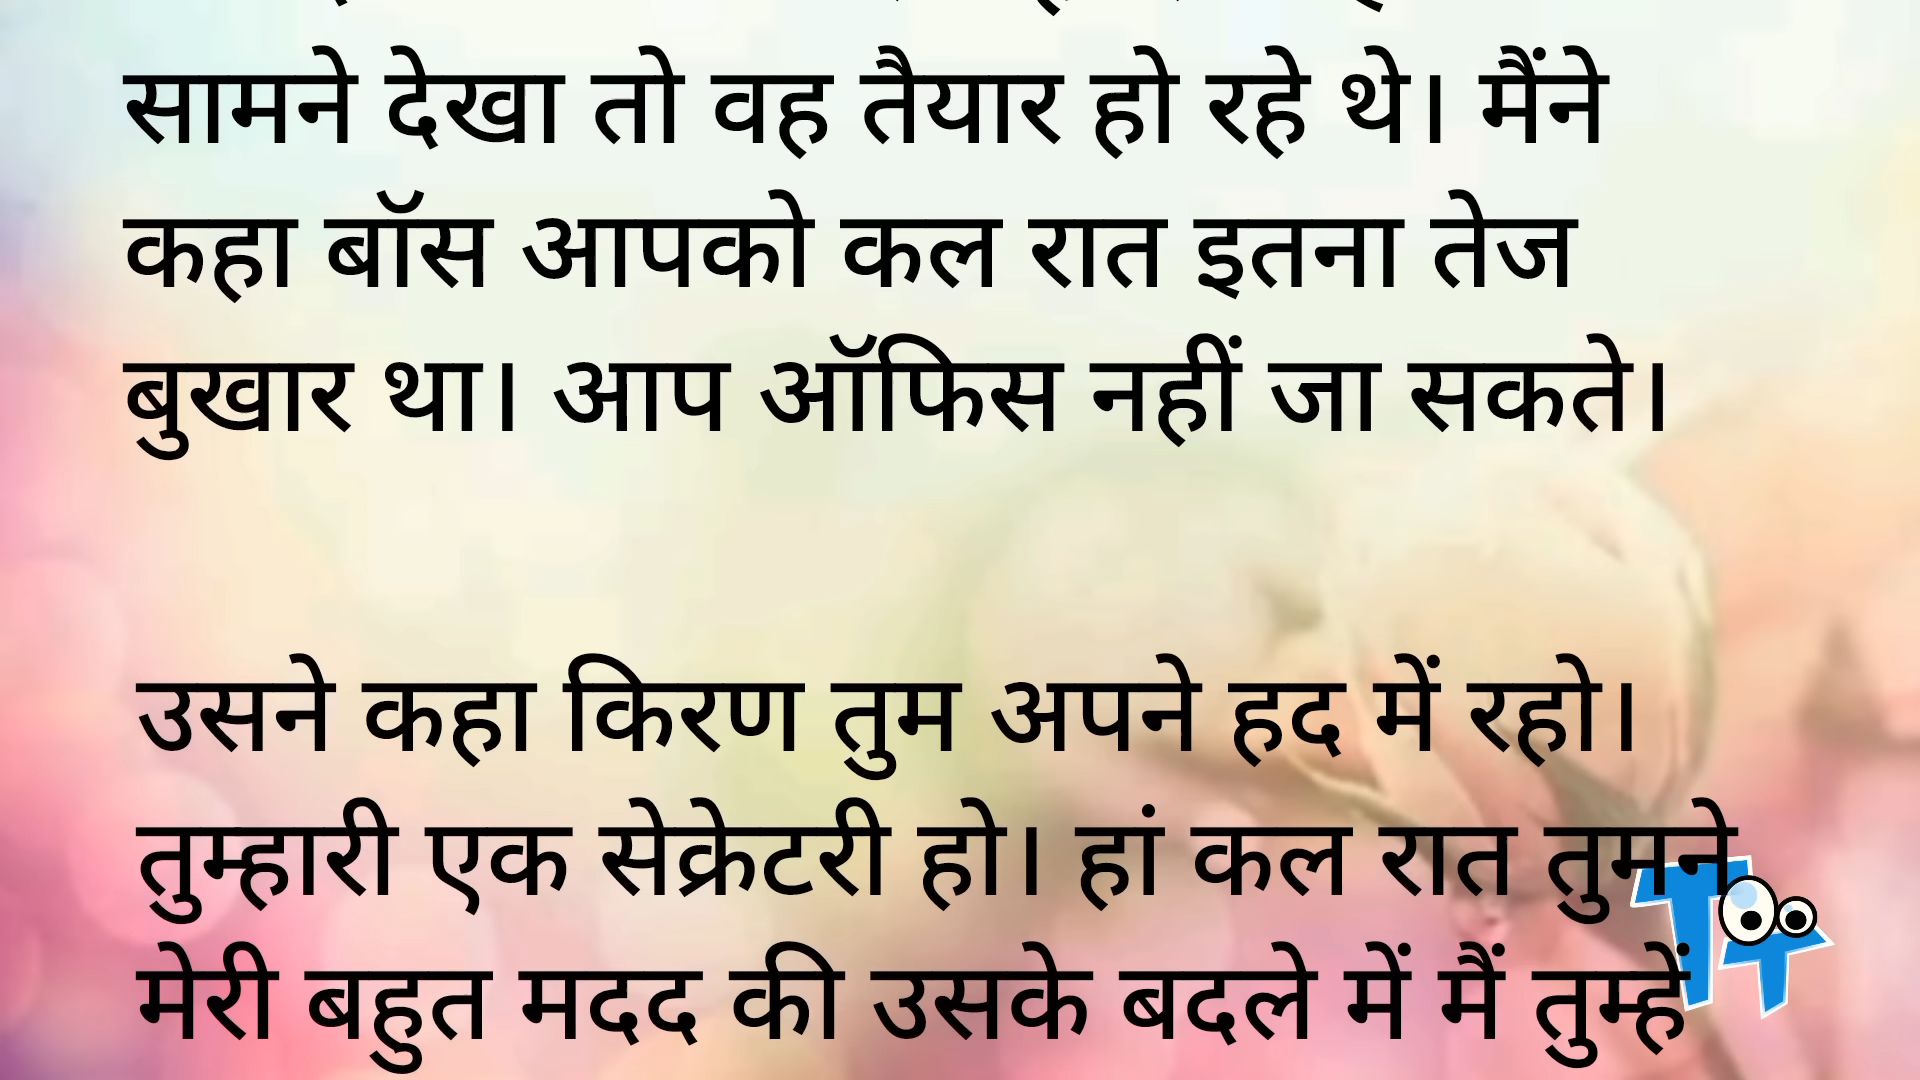 सामने देखा तो वह तैयार हो रहे थे। मैंने
कहा बॉस आपको कल रात इतना तेज
बुखार था। आप ऑफिस नहीं जा सकते।
उसने कहा किरण तुम अपने हद में रहो।
तुम्हारी एक सेक्रेटरी हो। हां कल रात तुमने
मेरी बहुत मदद की उसके बदले में मैं तुम्हें